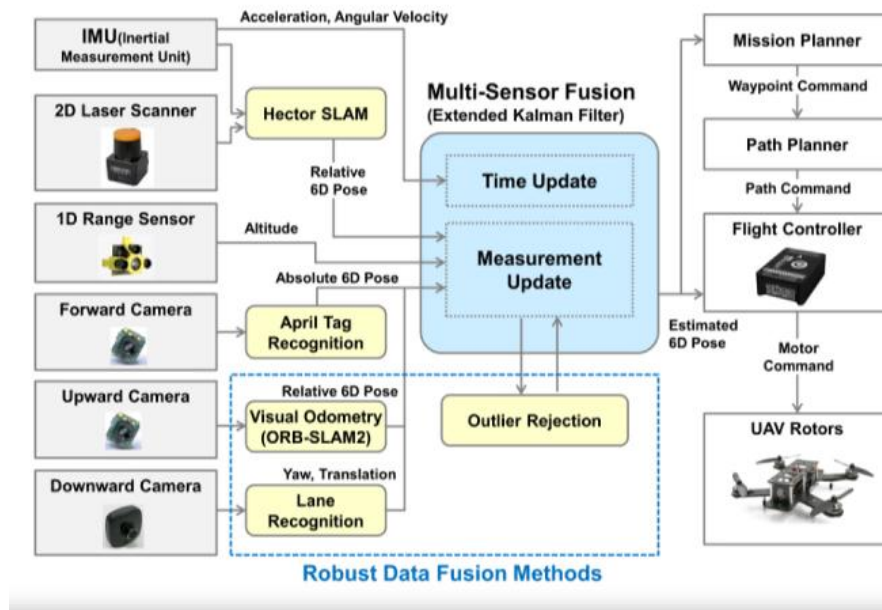 Acceleration, Angular Velocity
IMU(Inertial
Measurement Unit)
2D Laser Scanner
1D Range Sensor
Forward Camera
Upward Camera
Downward Camera
Hector SLAM
Relative
6D Pose
Altitude
Absolute 6D Pose
April Tag
Recognition
Relative 6D Pose
Visual Odometry
(ORB-SLAM2)
Yaw, Translation
Lane
Recognition
Multi-Sensor Fusion
(Extended Kalman Filter)
Time Update
Measurement
Update
Outlier Rejection
Robust Data Fusion Methods
Estimated
6D Pose
Mission Planner
Waypoint Command
Path Planner
Path Command
Flight Controller
Motor
Command
UAV Rotors